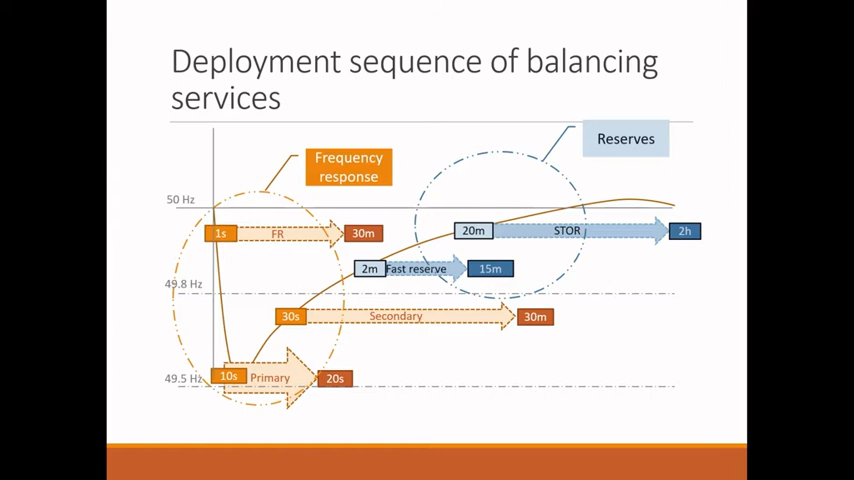 Deployment sequence of balancing
services
Reserves
Frequency
response
50 Hz
1s
FR
30m
20m
STOR
2h
2m
Fast reserve
15m
49.8 Hz
30s
Secondary
30m
49.5 Hz
10s
Primary
20s